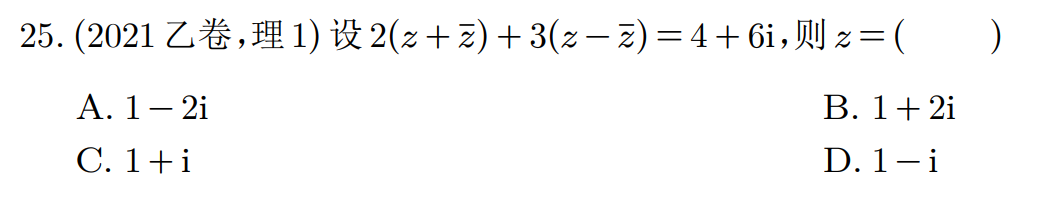 25. (2021 乙卷,理 1) 设 2(z+z̄)+3(z−z̄)=4+6i,则 z=(  )
A. 1−2i B. 1+2i
C. 1+i D. 1−i